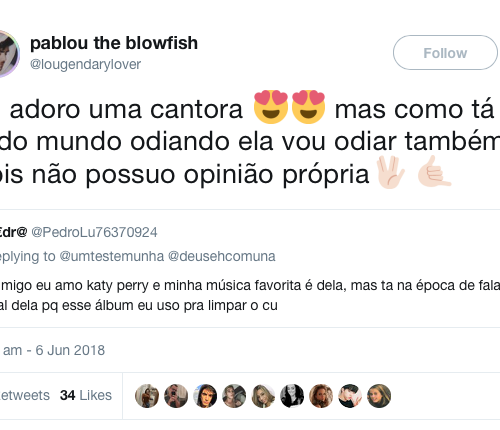 pablou the blowfish
@lougendarylover
Follow
adoro uma cantora 😍😍 mas como tá
do mundo odiando ela vou odiar também
is não possuo opinião própria🖖🏻 🤙🏻
Edr@ @PedroLu76370924
plying to @umtestemunha @deusehcomuna
migo eu amo katy perry e minha música favorita é dela, mas ta na época de fala
al dela pq esse álbum eu uso pra limpar o cu
am - 6 Jun 2018
etweets 34 Likes